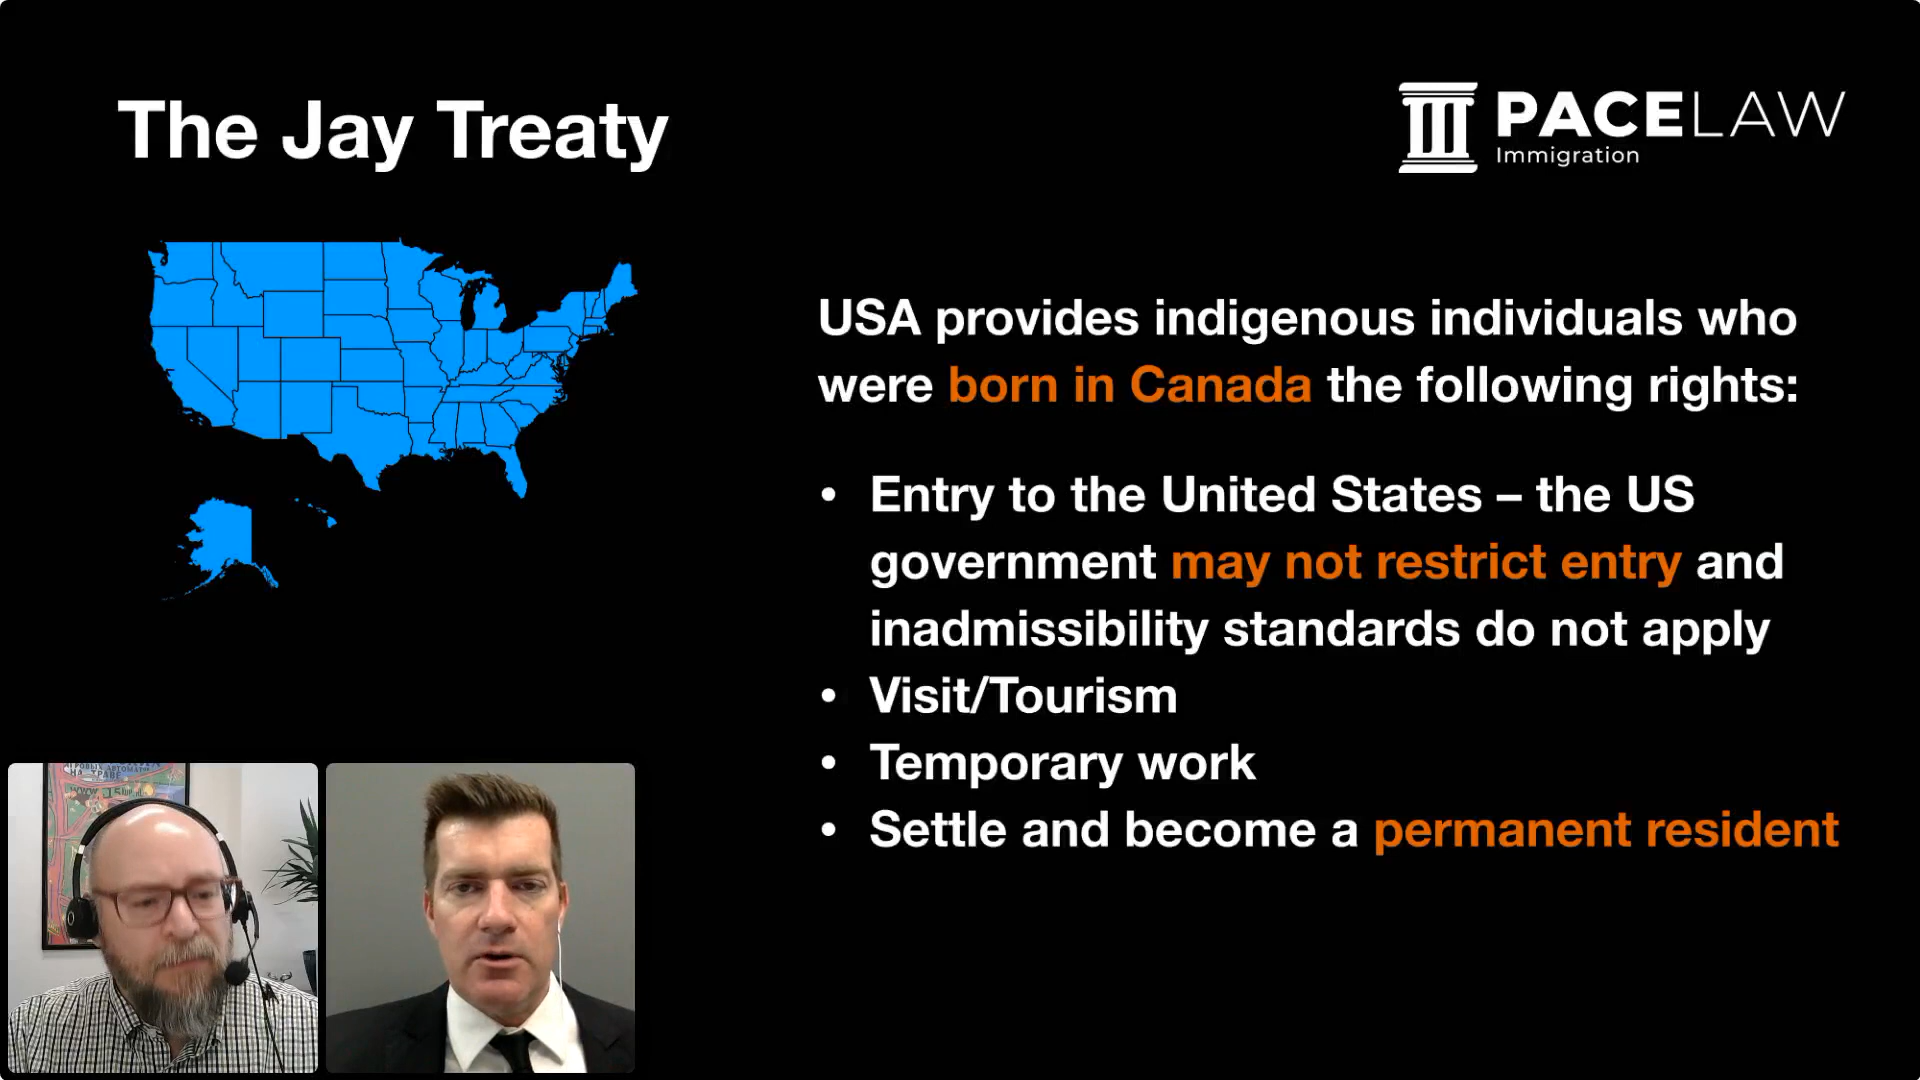 The Jay Treaty
PACELAW
Immigration
USA provides indigenous individuals who
were born in Canada the following rights:
• Entry to the United States – the US
government may not restrict entry and
inadmissibility standards do not apply
• Visit/Tourism
• Temporary work
• Settle and become a permanent resident
НА ТРАВЕ